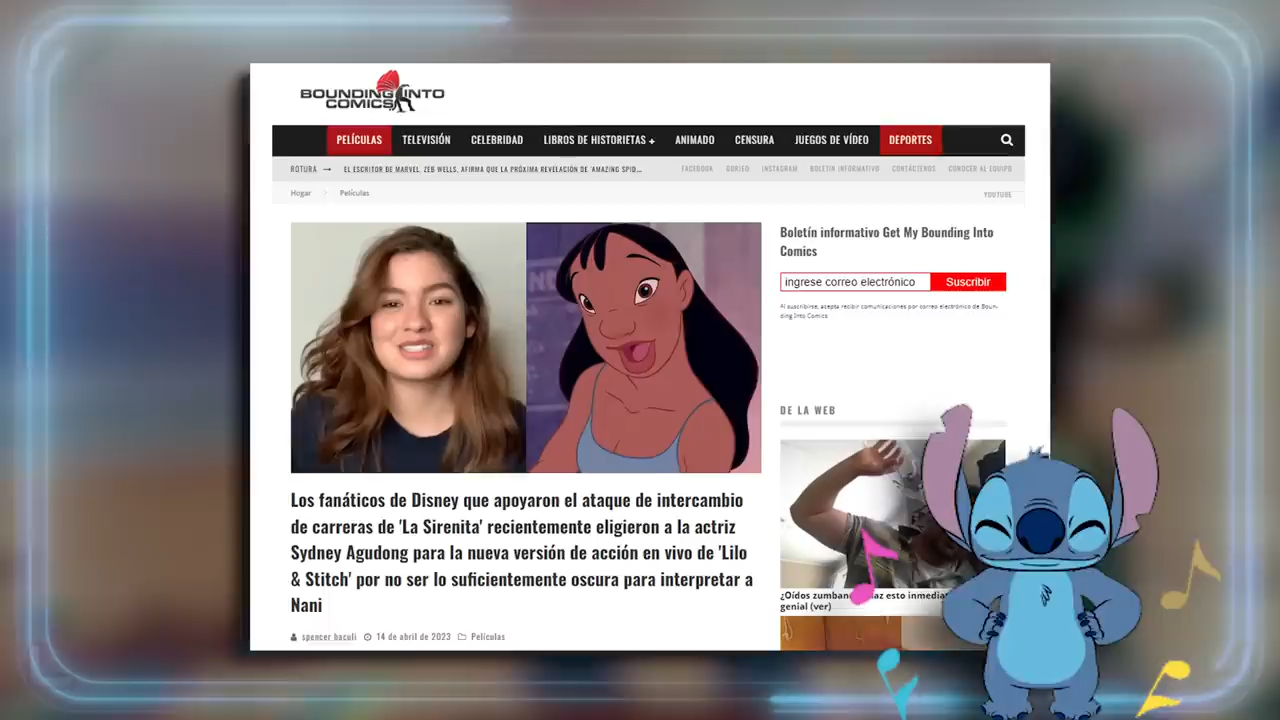 BOUNDING INTO
COMICS
PELÍCULAS TELEVISIÓN CELEBRIDAD LIBROS DE HISTORIETAS + ANIMADO CENSURA JUEGOS DE VÍDEO DEPORTES
ROTURA → EL ESCRITOR DE MARVEL, ZEB WELLS, AFIRMA QUE LA PRÓXIMA REVELACIÓN DE 'AMAZING SPID... FACEBOOK GORJEO INSTAGRAM BOLETÍN INFORMATIVO CONTÁCTENOS CONOCER AL EQUIPO
YOUTUBE
Hogar Películas
Los fanáticos de Disney que apoyaron el ataque de intercambio
de carreras de 'La Sirenita' recientemente eligieron a la actriz
Sydney Agudong para la nueva versión de acción en vivo de 'Lilo
& Stitch' por no ser lo suficientemente oscura para interpretar a
Nani
spencer baculi 14 de abril de 2023 Películas
Boletín informativo Get My Bounding Into
Comics
ingrese correo electrónico Suscribir
Al suscribirse, acepta recibir comunicaciones por correo electrónico de Boun-
ding Into Comics
DE LA WEB
¿Oídos zumban haz esto inmediat
genial (ver)